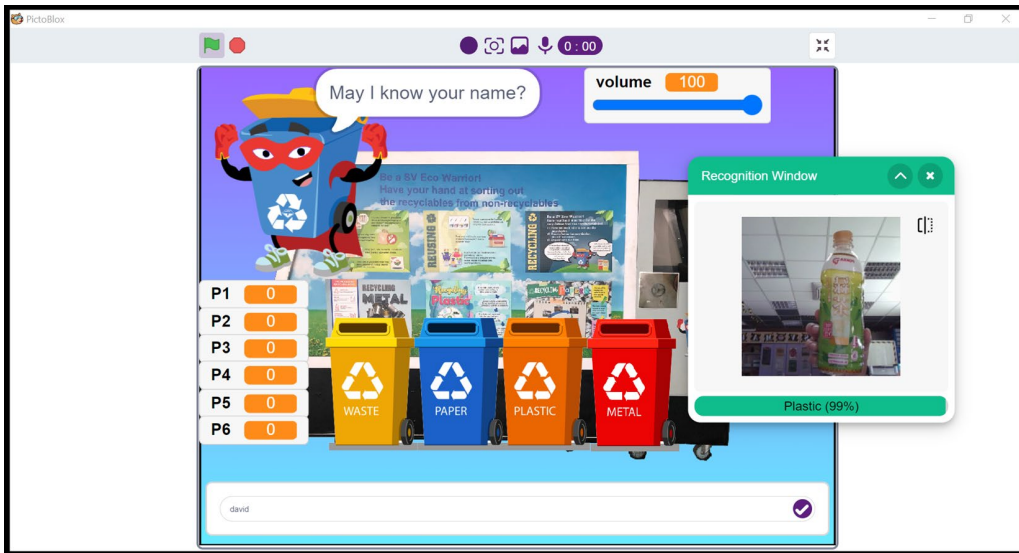 PictoBlox
0:00
May I know your name?
volume 100
Be a SV Eco Warrior!
Have your hand at sorting out
the recyclables from non-recyclables
REUSING
RECYCLING
RECYCLING
METAL
Plastic
P1 0
P2 0
P3 0
P4 0
P5 0
P6 0
WASTE
PAPER
PLASTIC
METAL
david
Recognition Window
Plastic (99%)